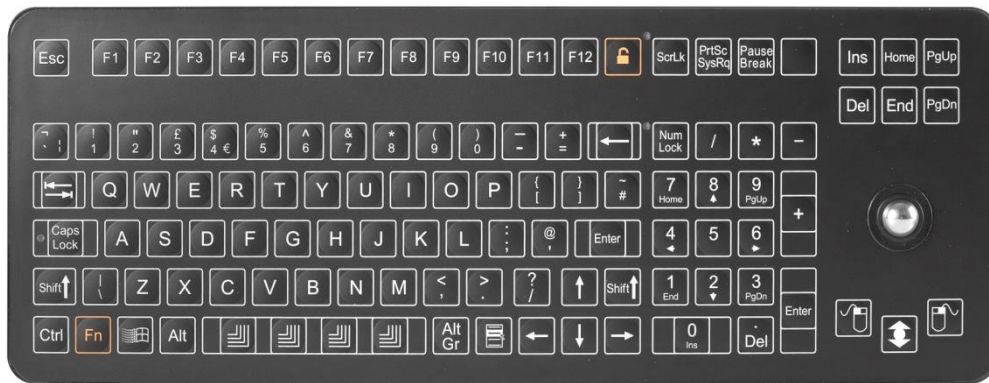 Esc F1 F2 F3 F4 F5 F6 F7 F8 F9 F10 F11 F12 ScrLk PrtSc SysRq Pause Break Ins Home PgUp
Del End PgDn
¬ ` ¦ ! 1 " 2 £ 3 $ 4 € % 5 ^ 6 & 7 * 8 ( 9 ) 0 _ - + = ← Num Lock / * -
Q W E R T Y U I O P { [ } ] ~ # 7 Home 8 9 PgUp +
Caps Lock A S D F G H J K L : ; @ ' Enter 4 5 6
Shift | \ Z X C V B N M < , > . ? / ↑ Shift 1 End 2 3 PgDn Enter
Ctrl Fn Alt Alt Gr ← ↓ → 0 Ins . Del